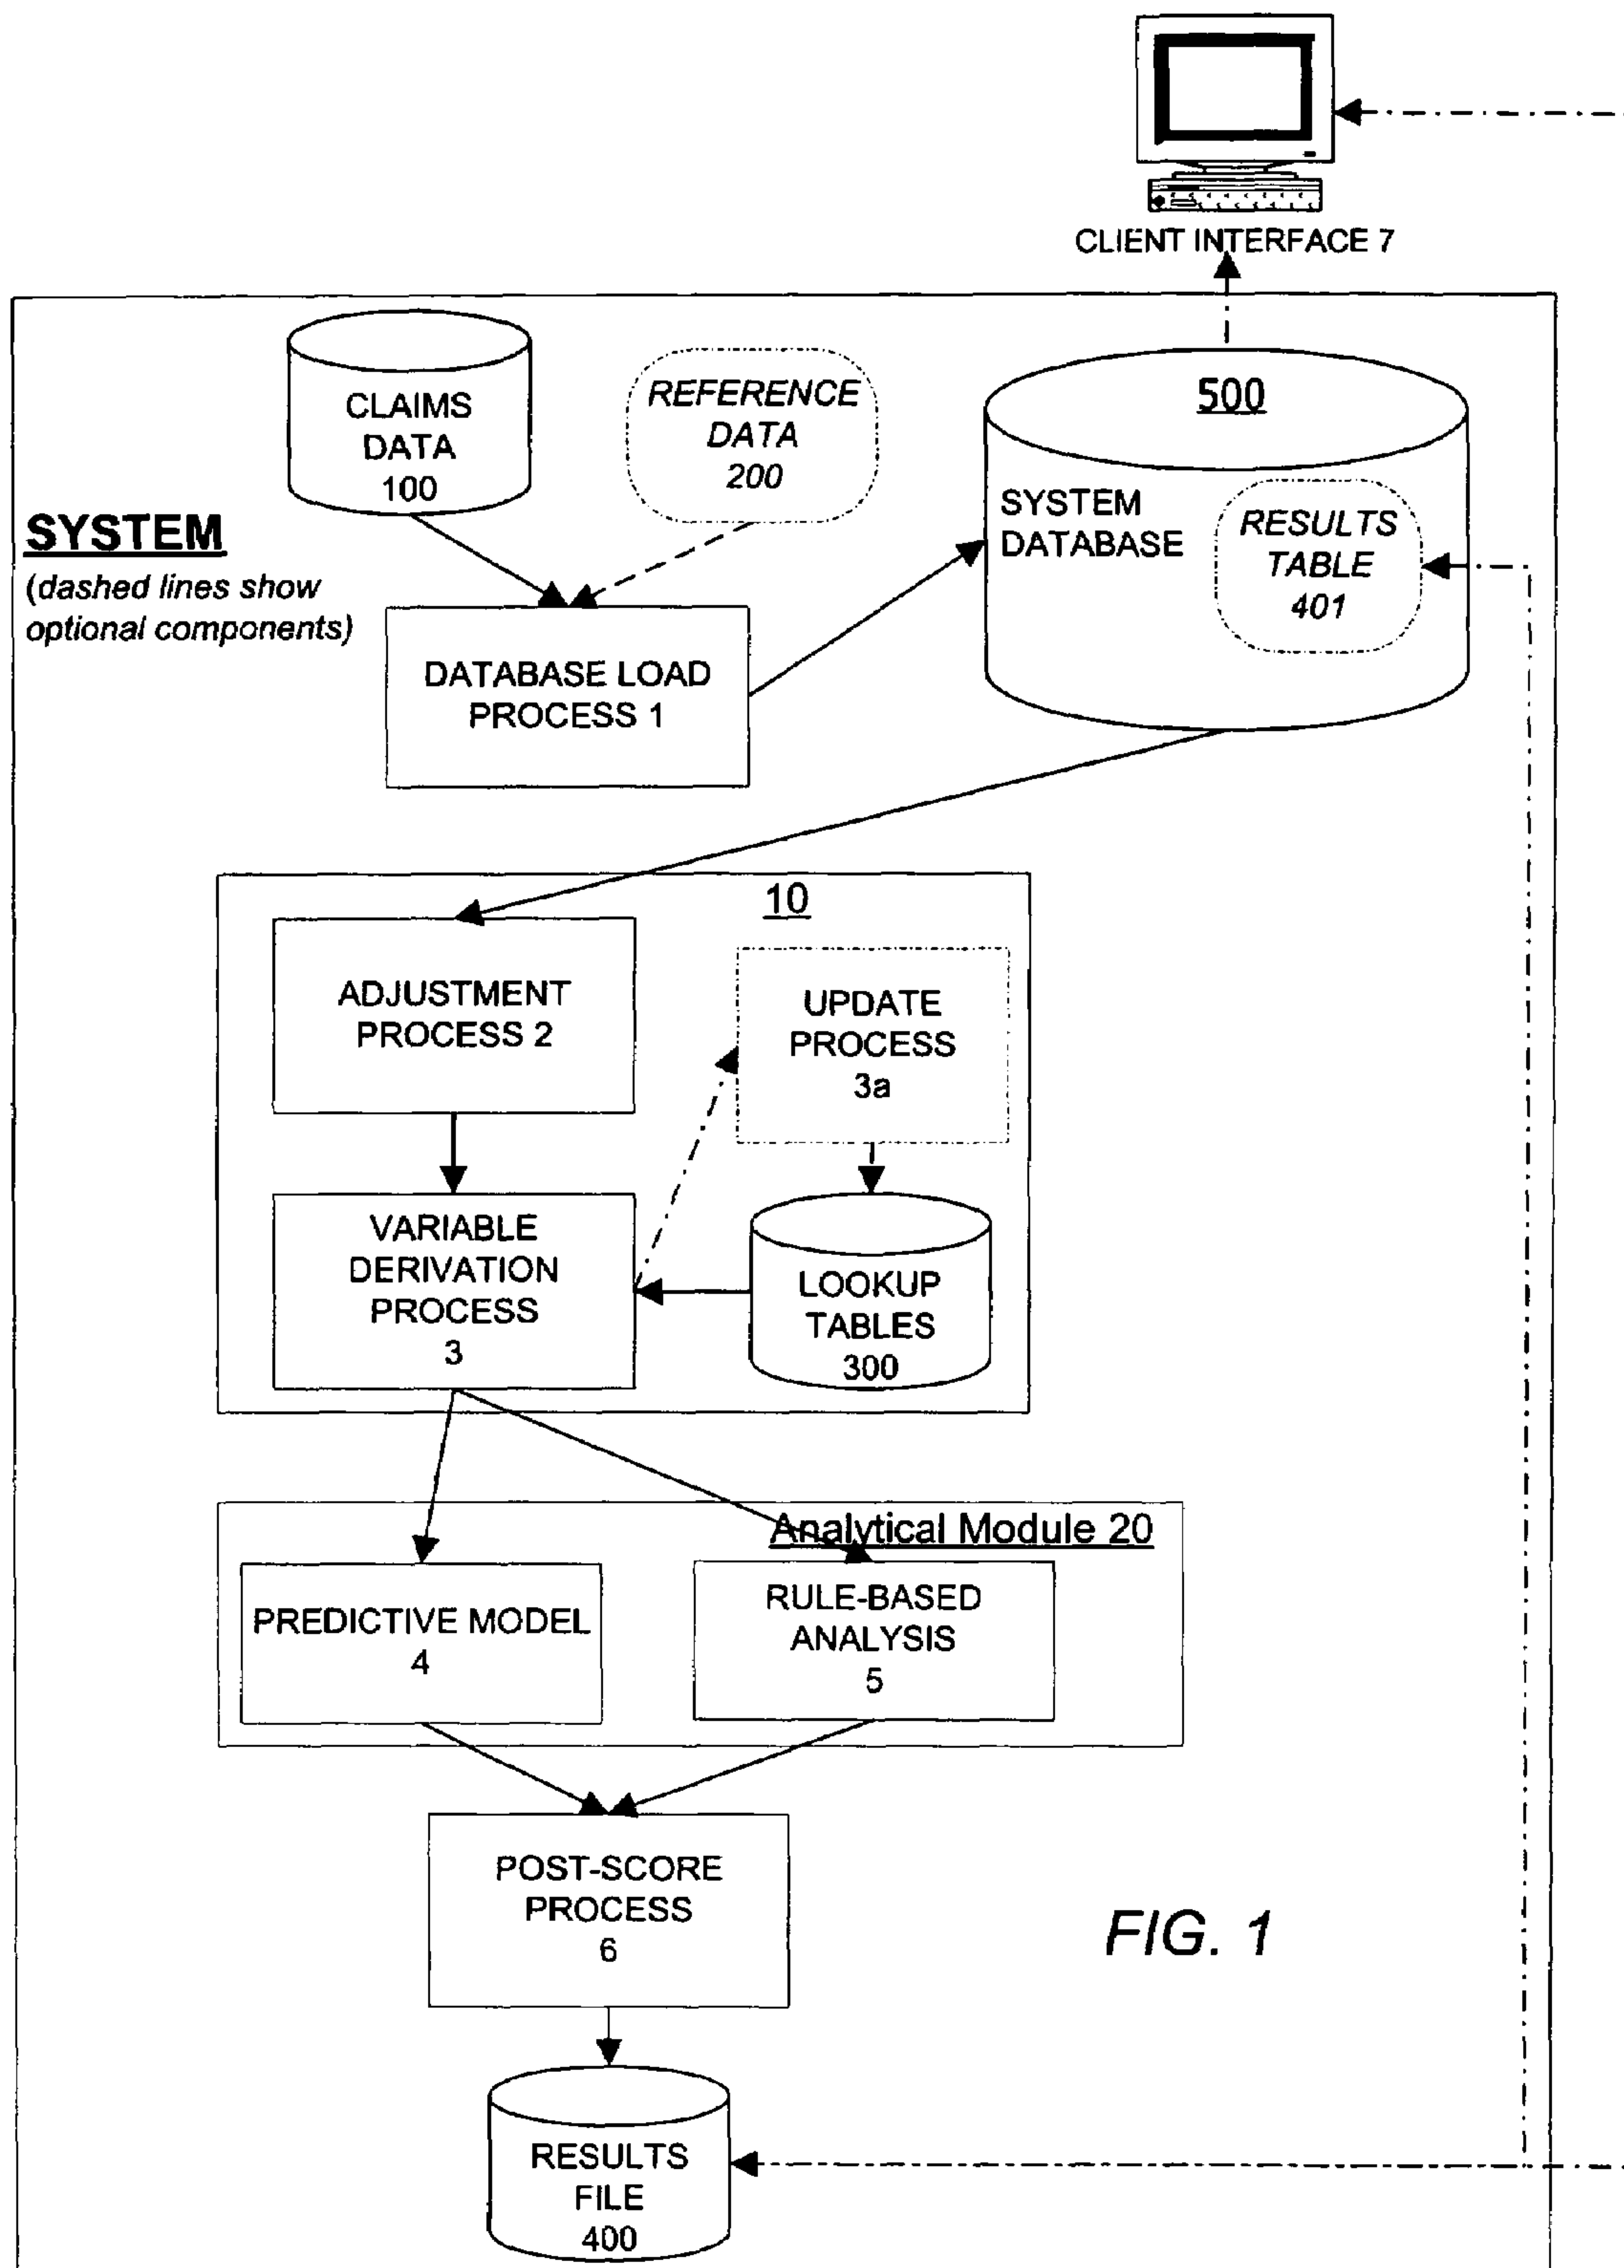 CLIENT INTERFACE 7
CLAIMS
DATA
100
REFERENCE
DATA
200
500
SYSTEM
DATABASE
RESULTS
TABLE
401
SYSTEM
(dashed lines show
optional components)
DATABASE LOAD
PROCESS 1
10
ADJUSTMENT
PROCESS 2
UPDATE
PROCESS
3a
VARIABLE
DERIVATION
PROCESS
3
LOOKUP
TABLES
300
Analytical Module 20
PREDICTIVE MODEL
4
RULE-BASED
ANALYSIS
5
POST-SCORE
PROCESS
6
FIG. 1
RESULTS
FILE
400